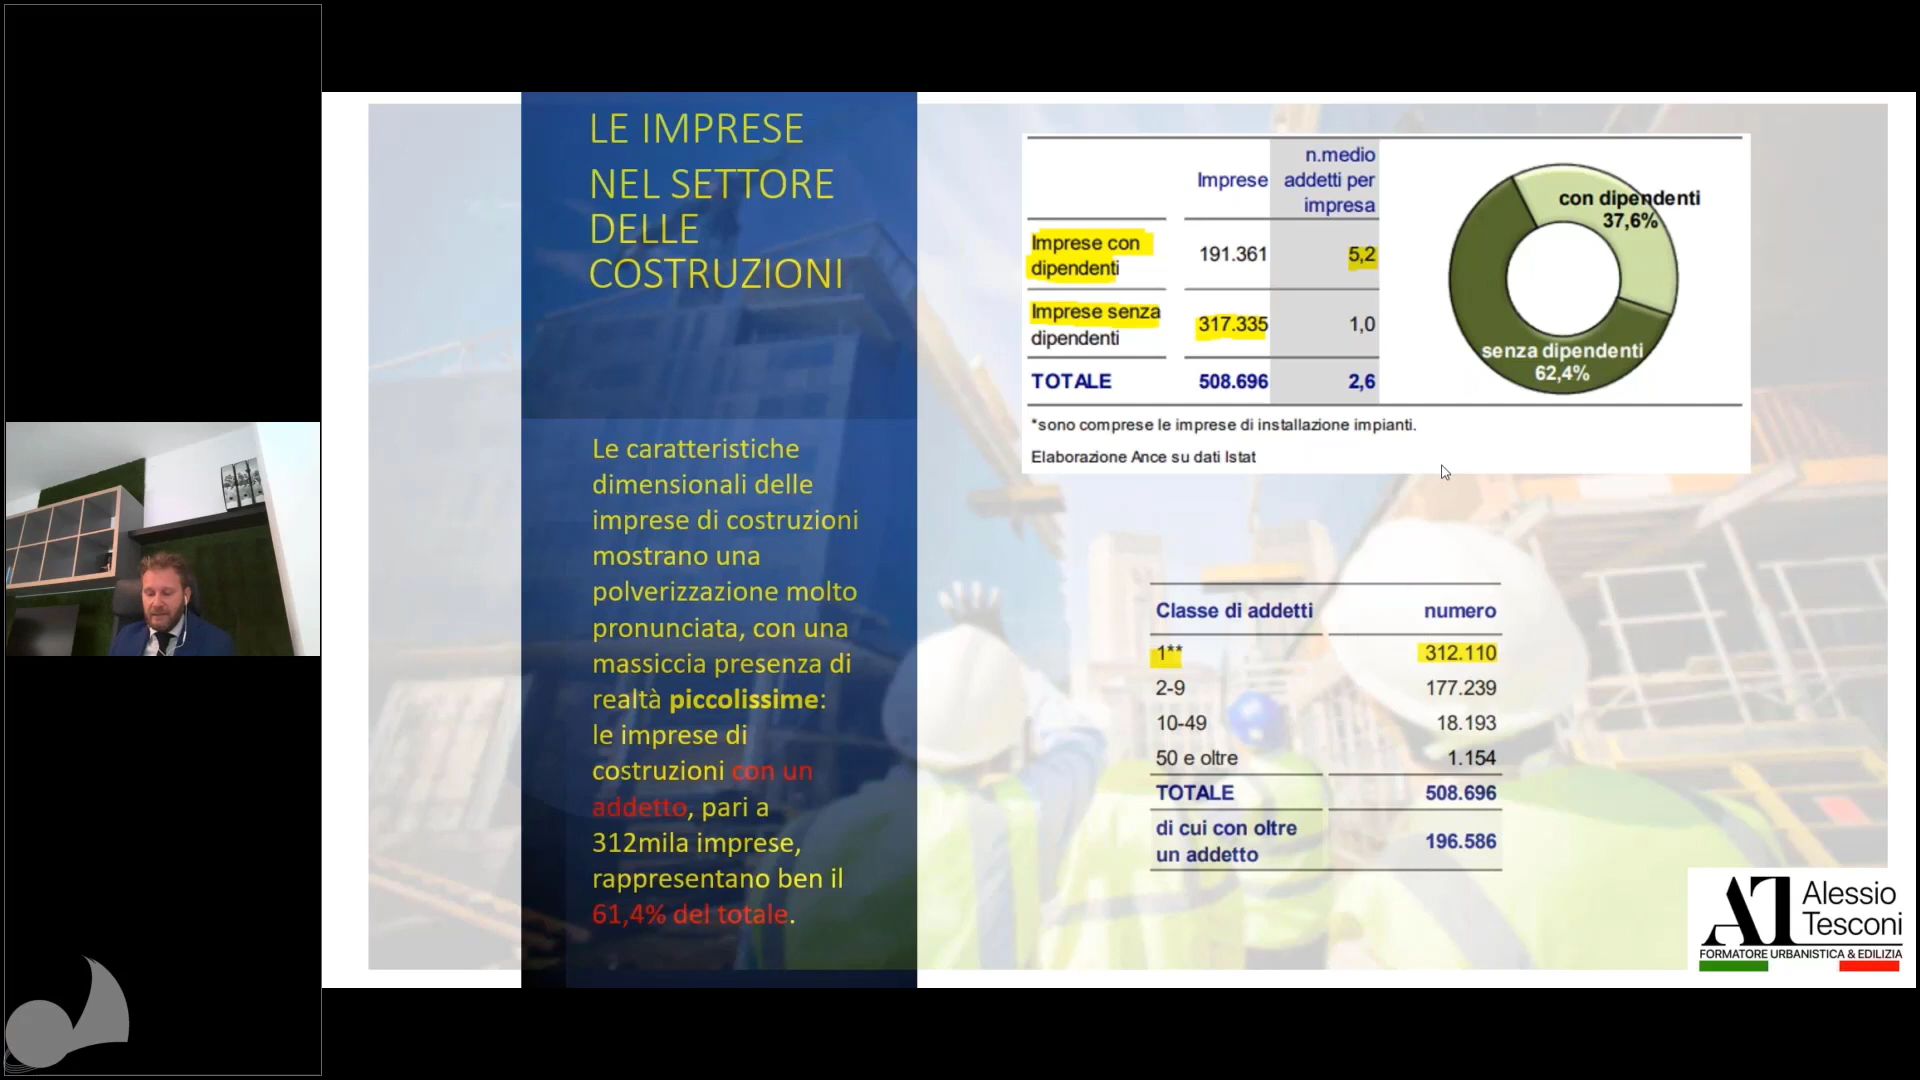 LE IMPRESE
NEL SETTORE
DELLE
COSTRUZIONI
Le caratteristiche
dimensionali delle
imprese di costruzioni
mostrano una
polverizzazione molto
pronunciata, con una
massiccia presenza di
realtà piccolissime:
le imprese di
costruzioni con un
addetto, pari a
312mila imprese,
rappresentano ben il
61,4% del totale.
Imprese
n.medio
addetti per
impresa
Imprese con
dipendenti
191.361
5,2
Imprese senza
dipendenti
317.335
1,0
TOTALE
508.696
2,6
con dipendenti
37,6%
senza dipendenti
62,4%
*sono comprese le imprese di installazione impianti.
Elaborazione Ance su dati Istat
Classe di addetti numero
1** 312.110
2-9 177.239
10-49 18.193
50 e oltre 1.154
TOTALE 508.696
di cui con oltre
un addetto
196.586
AT
Alessio
Tesconi
FORMATORE URBANISTICA & EDILIZIA